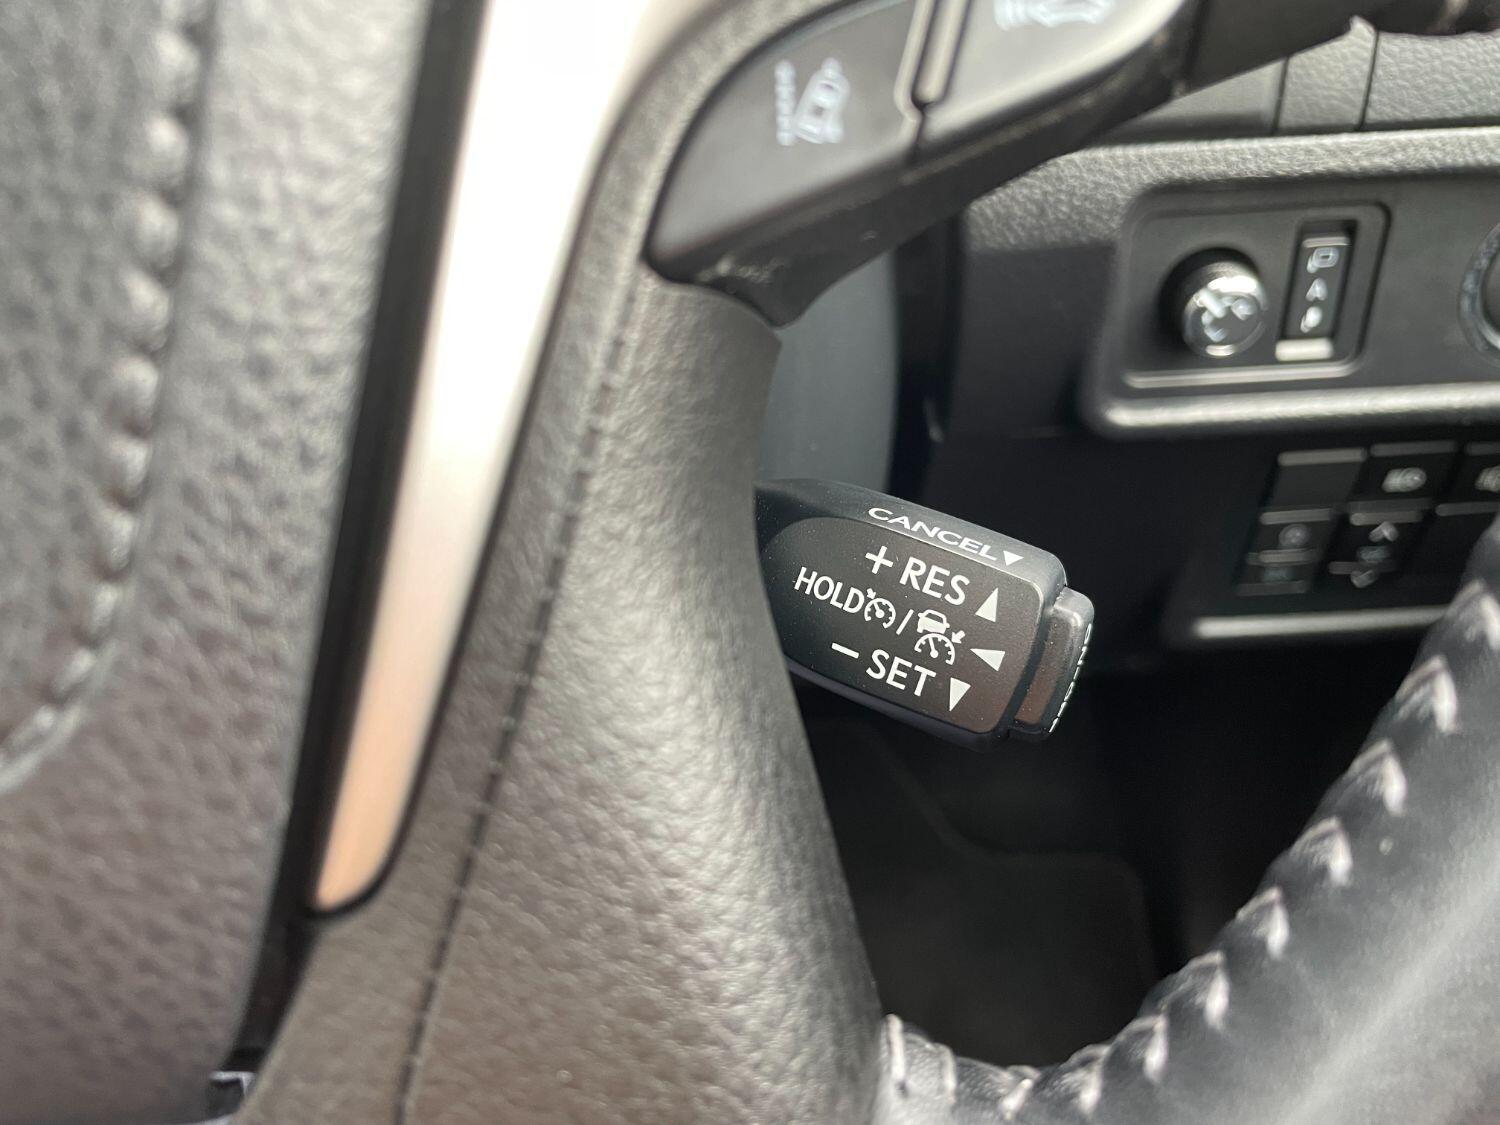 CANCEL
+ RES
HOLD /
− SET
A